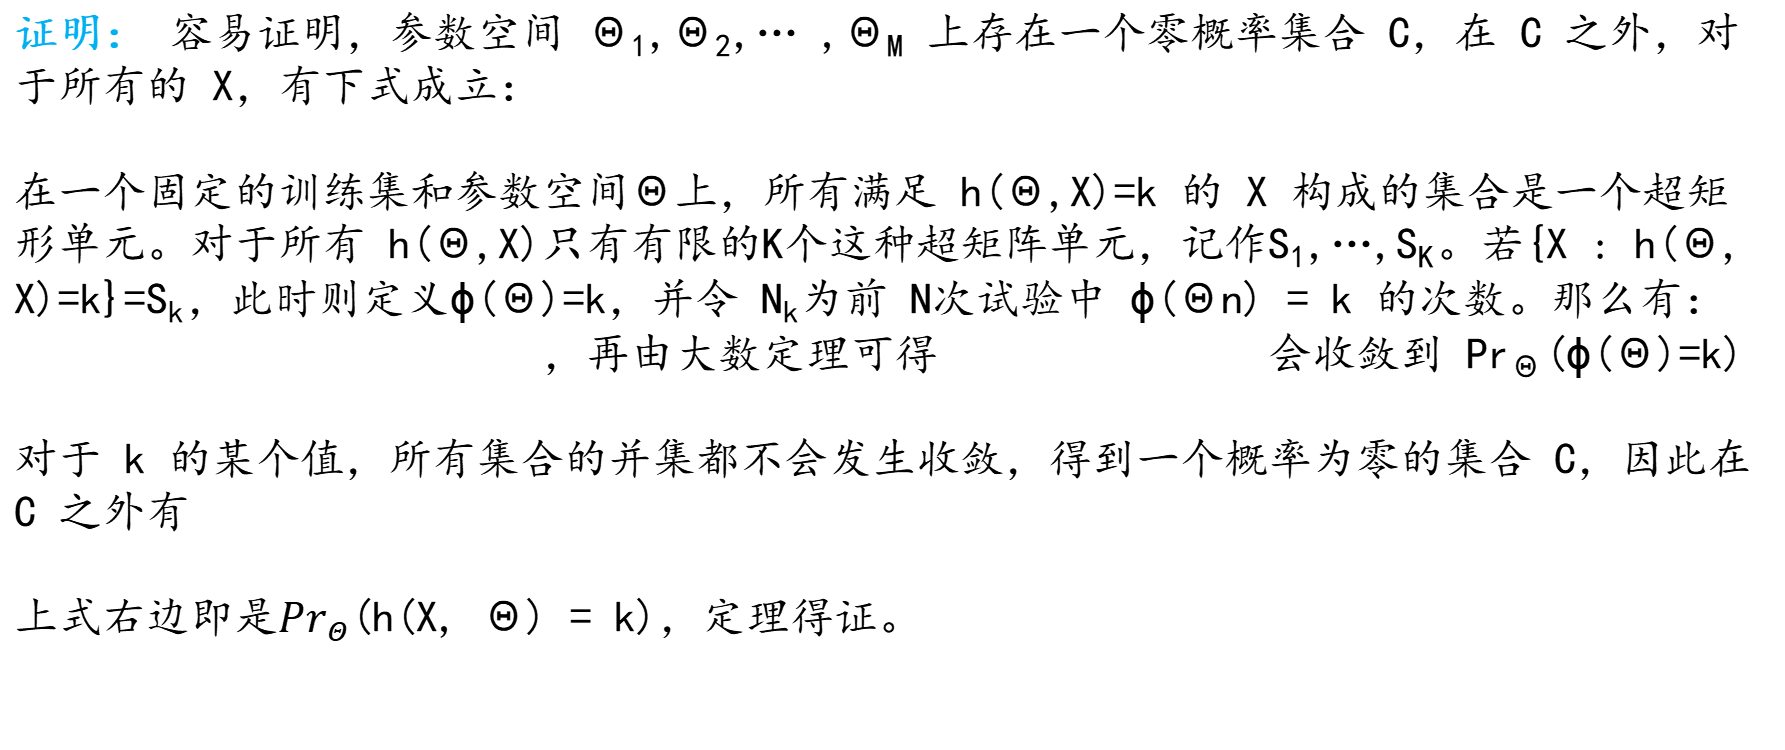 证明： 容易证明，参数空间 Θ1,Θ2,… ,ΘM 上存在一个零概率集合 C，在 C 之外，对
于所有的 X，有下式成立：
在一个固定的训练集和参数空间Θ上，所有满足 h(Θ,X)=k 的 X 构成的集合是一个超矩
形单元。对于所有 h(Θ,X)只有有限的K个这种超矩阵单元，记作S1,…,SK。若{X : h(Θ,
X)=k}=Sk，此时则定义φ(Θ)=k，并令 Nk为前 N次试验中 φ(Θn) = k 的次数。那么有：
，再由大数定理可得 会收敛到 PrΘ(φ(Θ)=k)
对于 k 的某个值，所有集合的并集都不会发生收敛，得到一个概率为零的集合 C，因此在
C 之外有
上式右边即是PrΘ(h(X, Θ) = k)，定理得证。